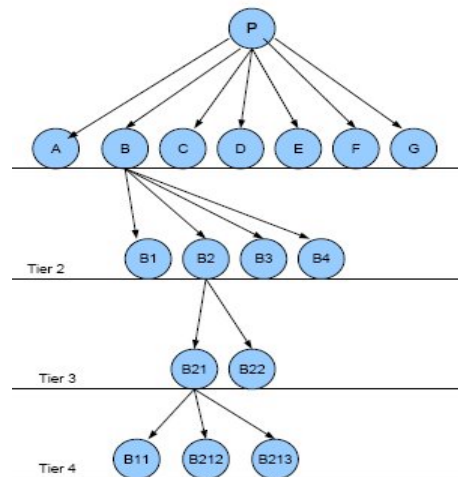 P
A B C D E F G
B1 B2 B3 B4
Tier 2
B21 B22
Tier 3
B11 B212 B213
Tier 4